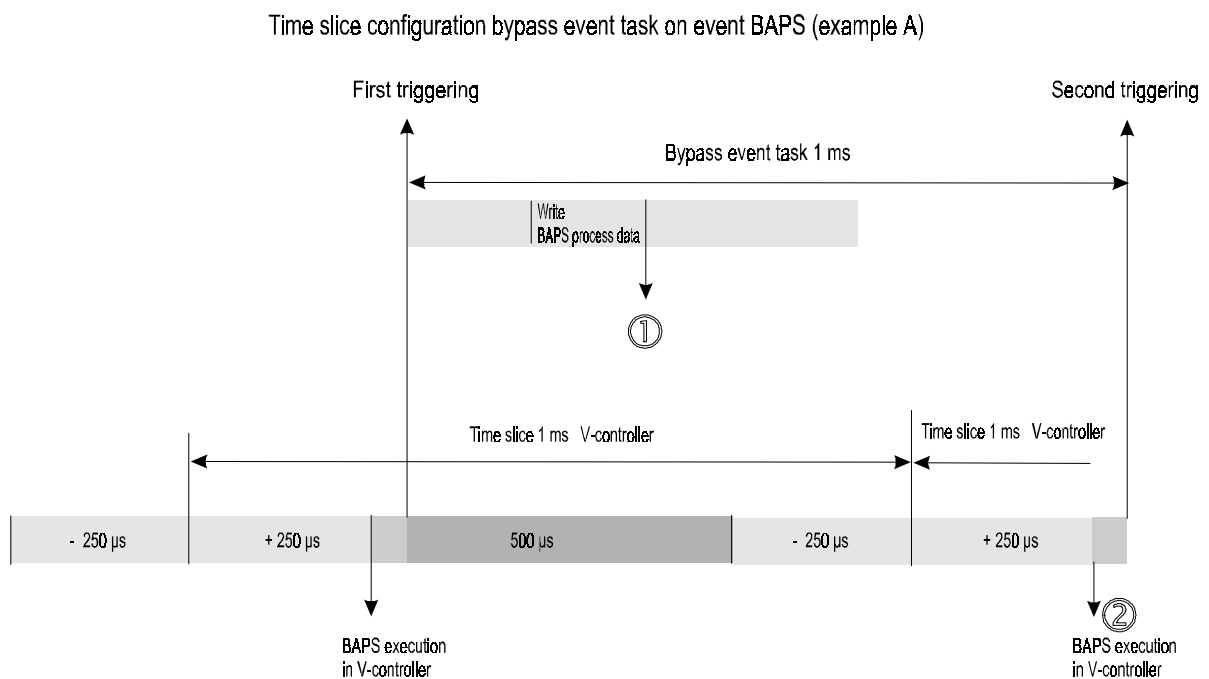 Time slice configuration bypass event task on event BAPS (example A)
First triggering
Second triggering
Bypass event task 1 ms
Write
BAPS process data
①
Time slice 1 ms V-controller
Time slice 1 ms V-controller
- 250 µs
+ 250 µs
500 µs
- 250 µs
+ 250 µs
②
BAPS execution
in V-controller
BAPS execution
in V-controller